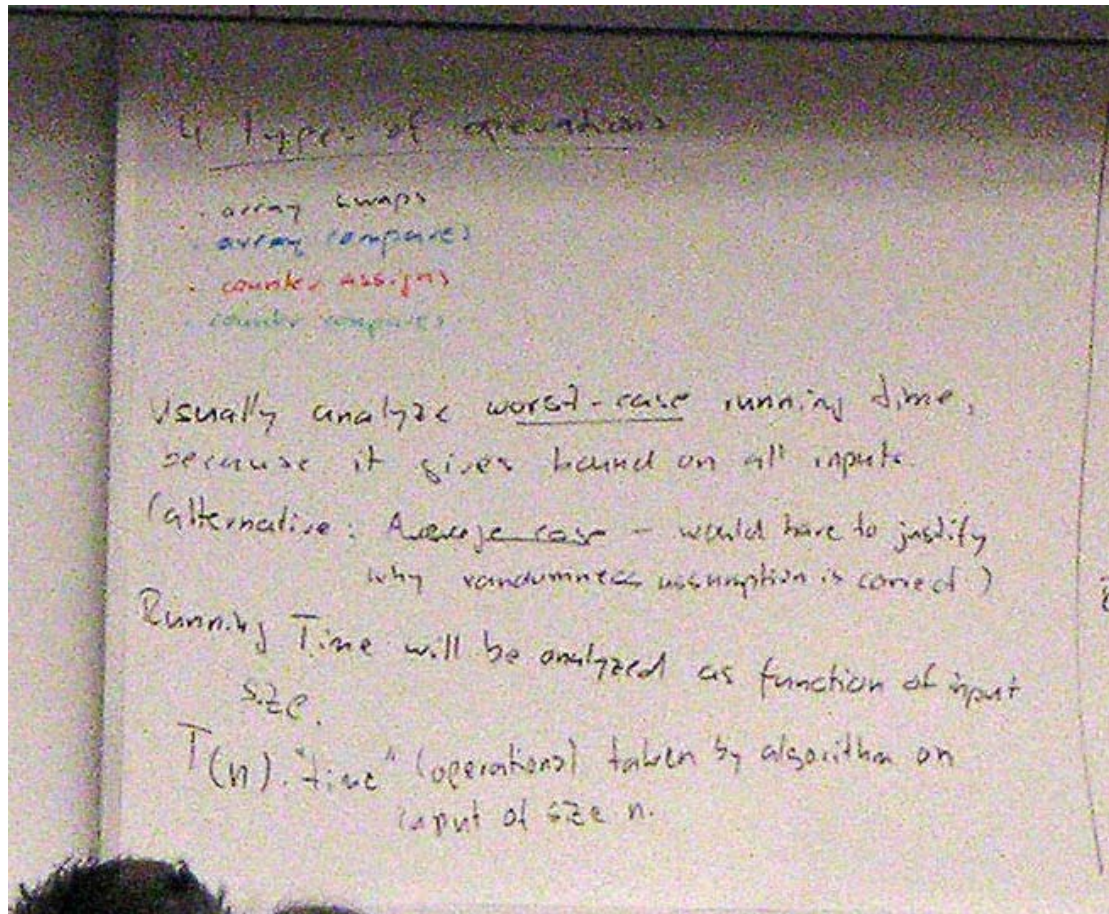 4 Types of operations
· array swaps
· array compares
· counter assigns
· counter compares
Usually analyze worst-case running time,
because it gives bound on all inputs.
(alternative: Average case – would have to justify
why randomness assumption is correct)
Running Time will be analyzed as function of input
size.
T(n): "time" (operations) taken by algorithm on
input of size n.